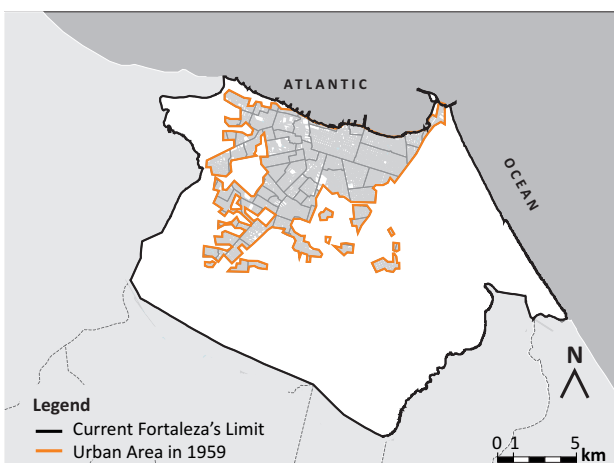 ATLANTIC
OCEAN
N
Legend
Current Fortaleza's Limit
Urban Area in 1959
0 1 5
km